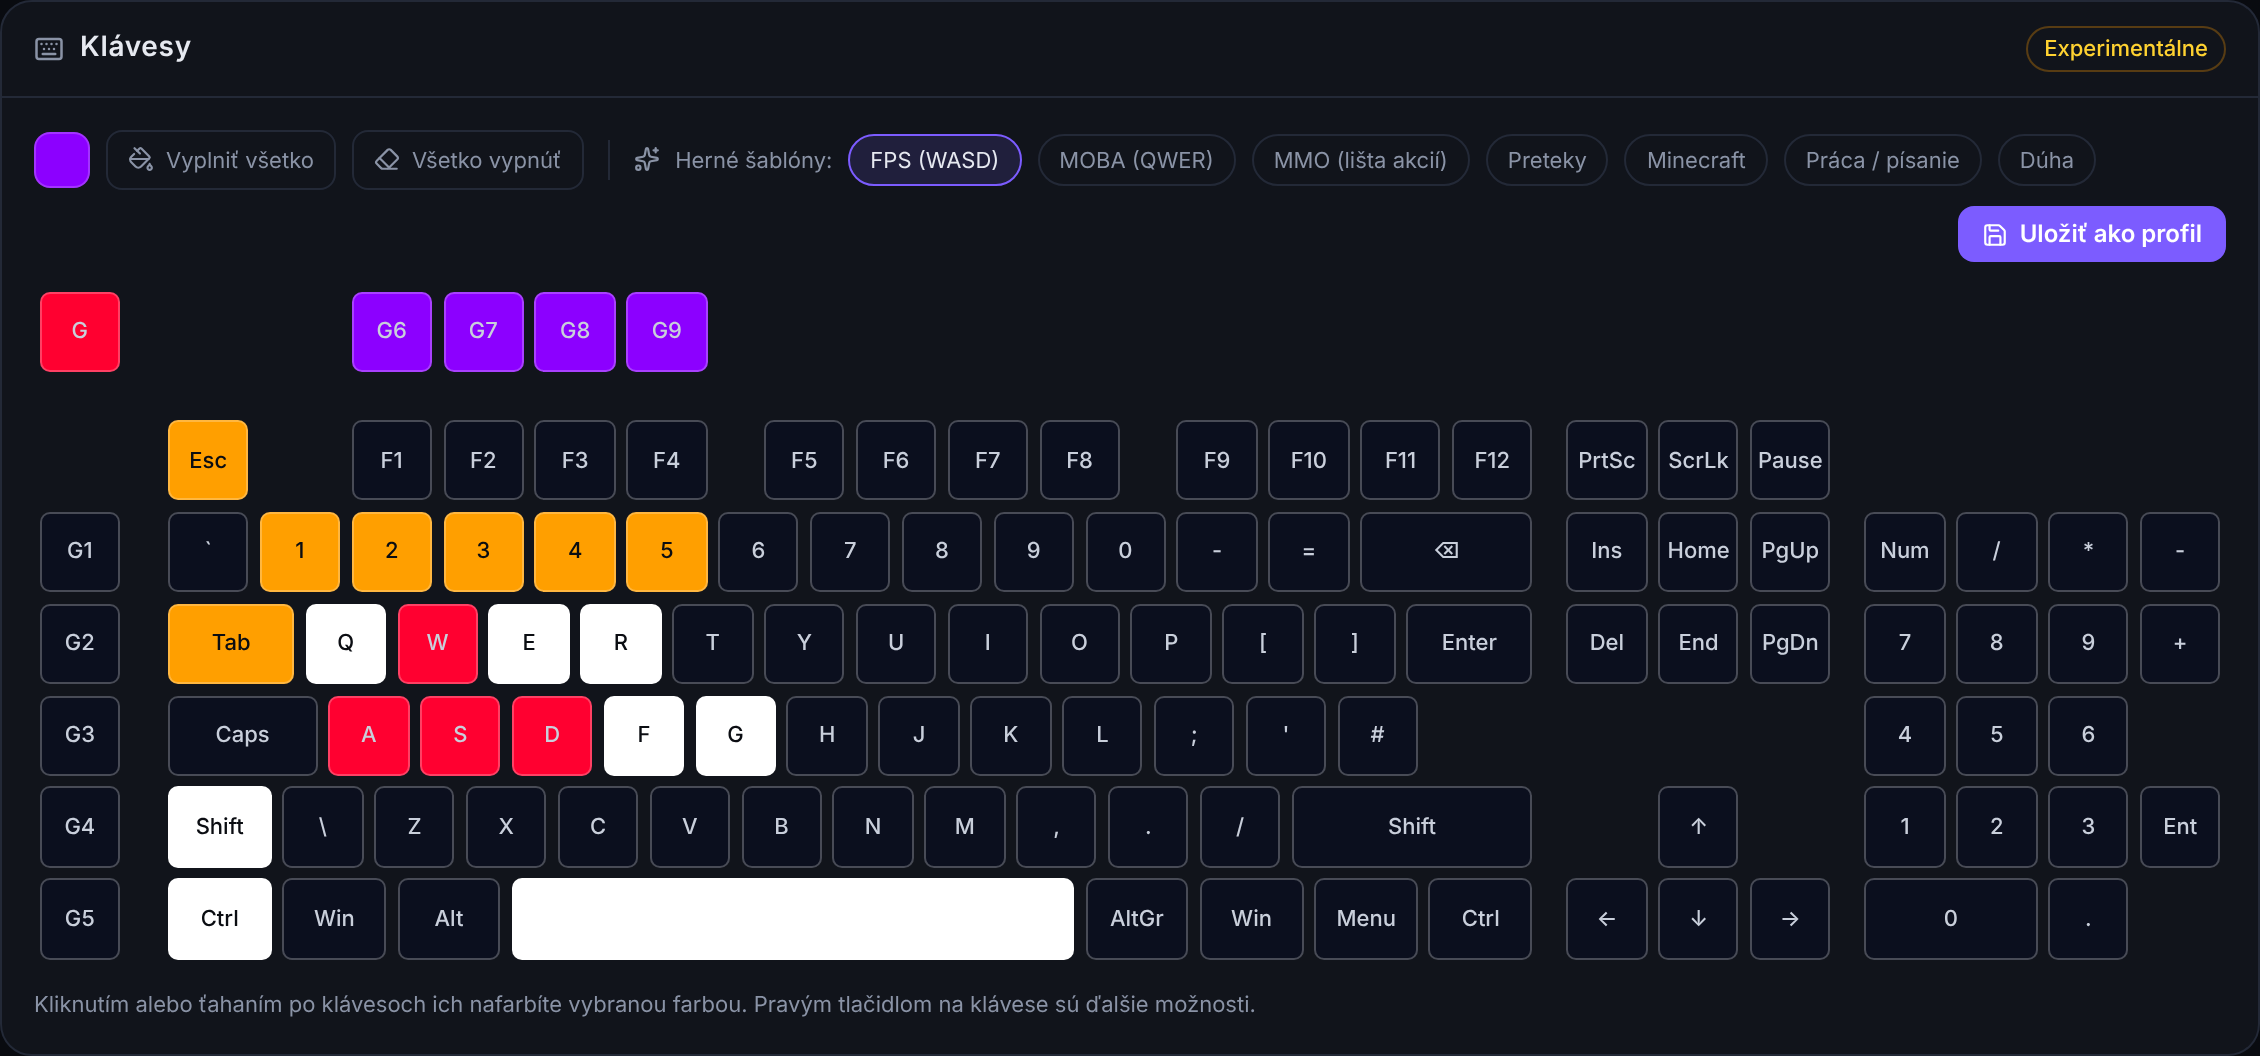 Klávesy
Experimentálne
Vyplniť všetko
Všetko vypnúť
Herné šablóny:
FPS (WASD)
MOBA (QWER)
MMO (lišta akcií)
Preteky
Minecraft
Práca / písanie
Dúha
Uložiť ako profil
G G6 G7 G8 G9
Esc F1 F2 F3 F4 F5 F6 F7 F8 F9 F10 F11 F12 PrtSc ScrLk Pause
G1 ` 1 2 3 4 5 6 7 8 9 0 - = ⌫ Ins Home PgUp Num / * -
G2 Tab Q W E R T Y U I O P [ ] Enter Del End PgDn 7 8 9 +
G3 Caps A S D F G H J K L ; ' # 4 5 6
G4 Shift \ Z X C V B N M , . / Shift ↑ 1 2 3 Ent
G5 Ctrl Win Alt AltGr Win Menu Ctrl ← ↓ → 0 .
Kliknutím alebo ťahaním po klávesoch ich nafarbíte vybranou farbou. Pravým tlačidlom na klávese sú ďalšie možnosti.